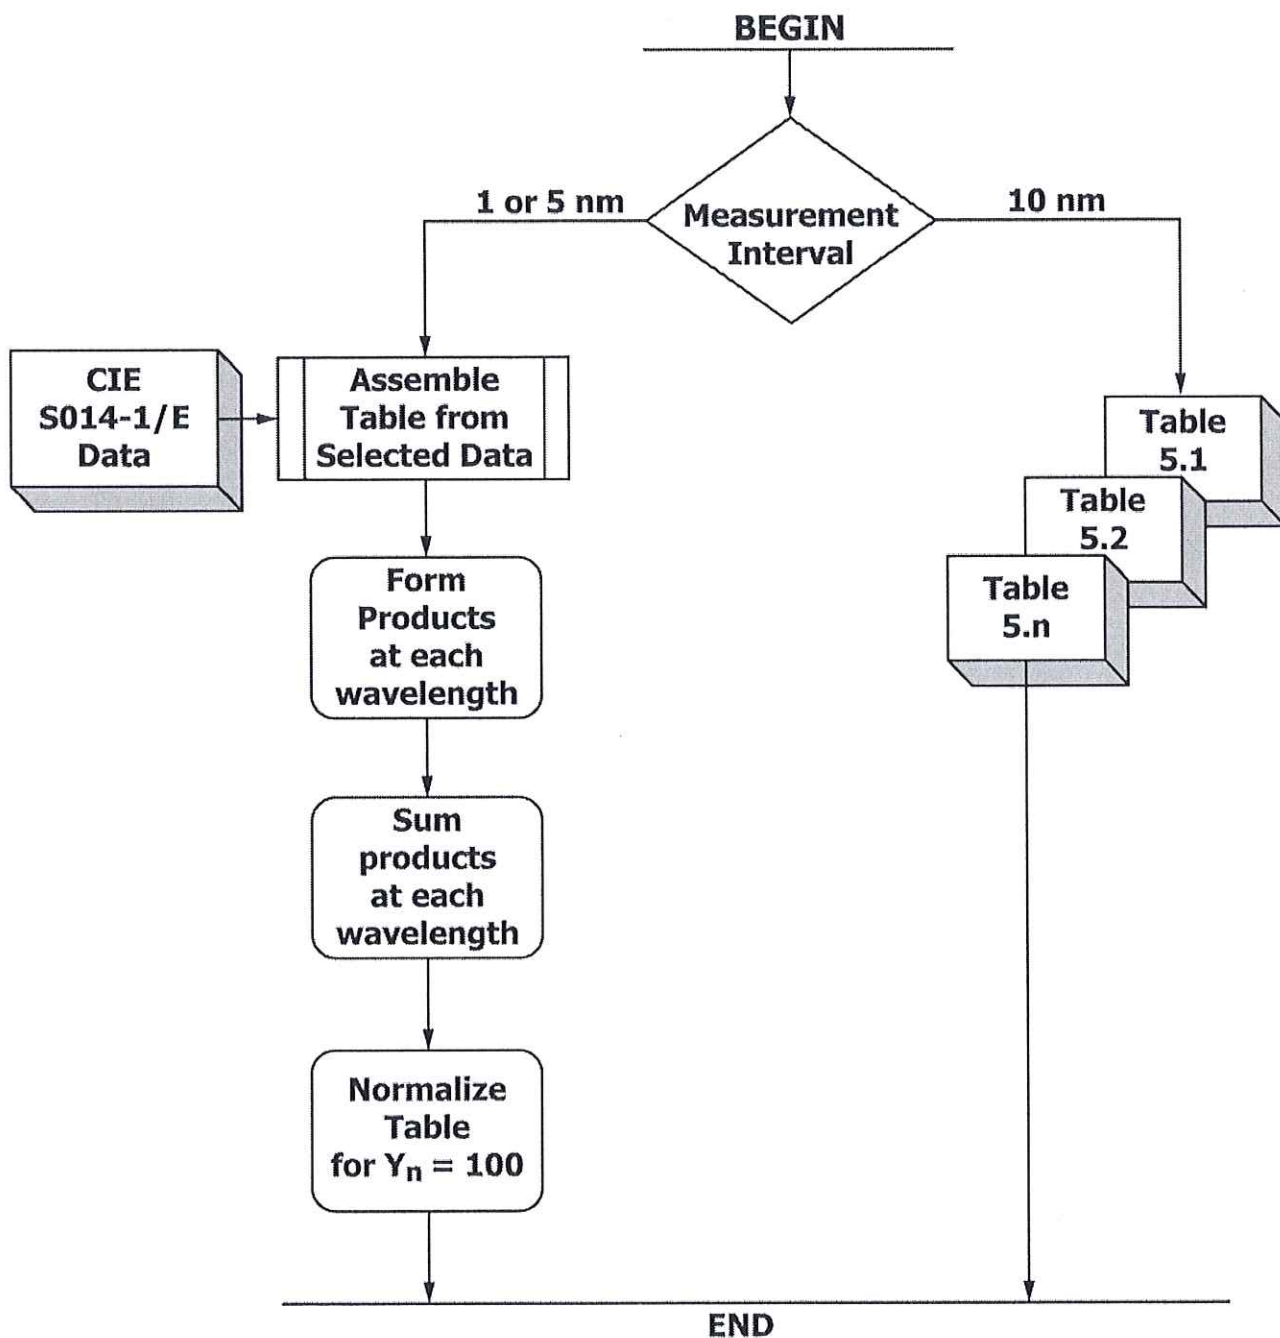 BEGIN
1 or 5 nm
Measurement
Interval
10 nm
CIE
S014-1/E
Data
Assemble
Table from
Selected Data
Table
5.1
Table
5.2
Table
5.n
Form
Products
at each
wavelength
Sum
products
at each
wavelength
Normalize
Table
for Yn = 100
END